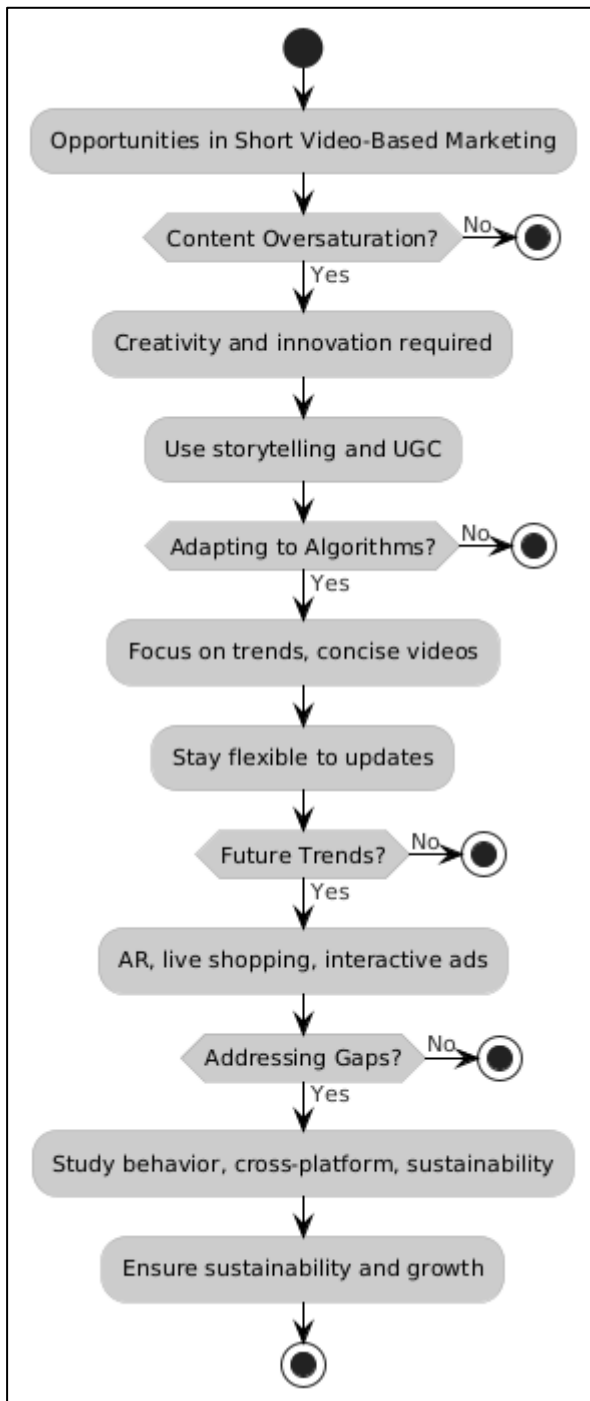 Opportunities in Short Video-Based Marketing
Content Oversaturation?
No
Yes
Creativity and innovation required
Use storytelling and UGC
Adapting to Algorithms?
No
Yes
Focus on trends, concise videos
Stay flexible to updates
Future Trends?
No
Yes
AR, live shopping, interactive ads
Addressing Gaps?
No
Yes
Study behavior, cross-platform, sustainability
Ensure sustainability and growth